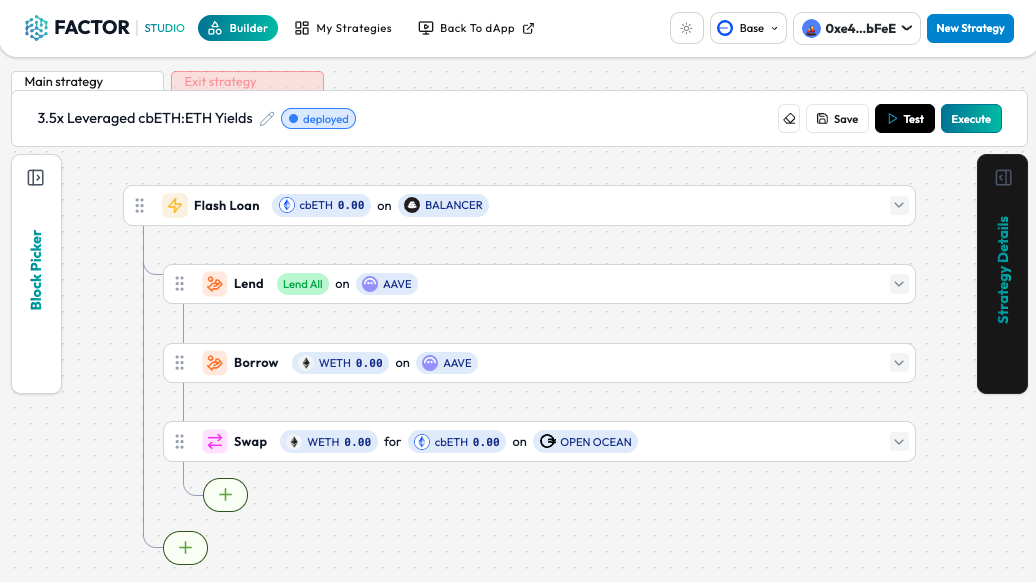 FACTOR STUDIO Builder My Strategies Back To dApp Base 0xe4...bFeE New Strategy
Main strategy Exit strategy
3.5x Leveraged cbETH:ETH Yields deployed Save Test Execute
Block Picker
Flash Loan cbETH 0.00 on BALANCER
Lend Lend All on AAVE
Borrow WETH 0.00 on AAVE
Swap WETH 0.00 for cbETH 0.00 on OPEN OCEAN
Strategy Details